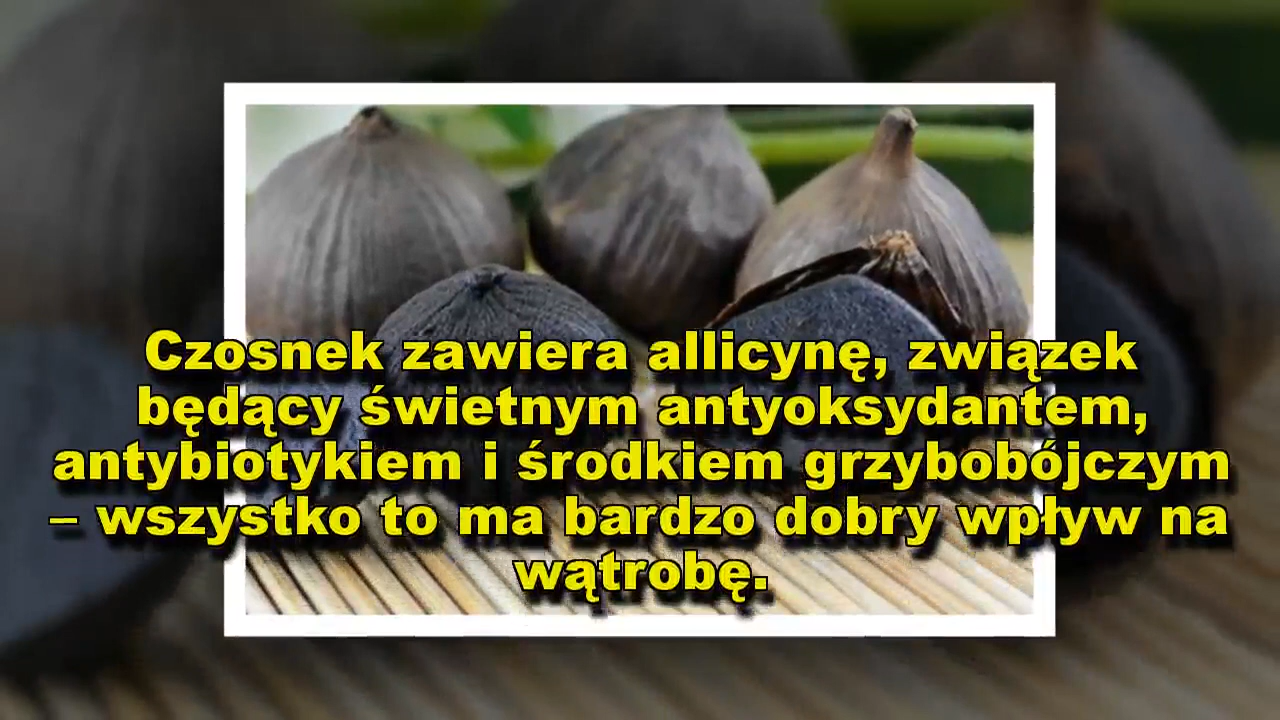 Czosnek zawiera allicynę, związek
będący świetnym antyoksydantem,
antybiotykiem i środkiem grzybobójczym
– wszystko to ma bardzo dobry wpływ na
wątrobę.